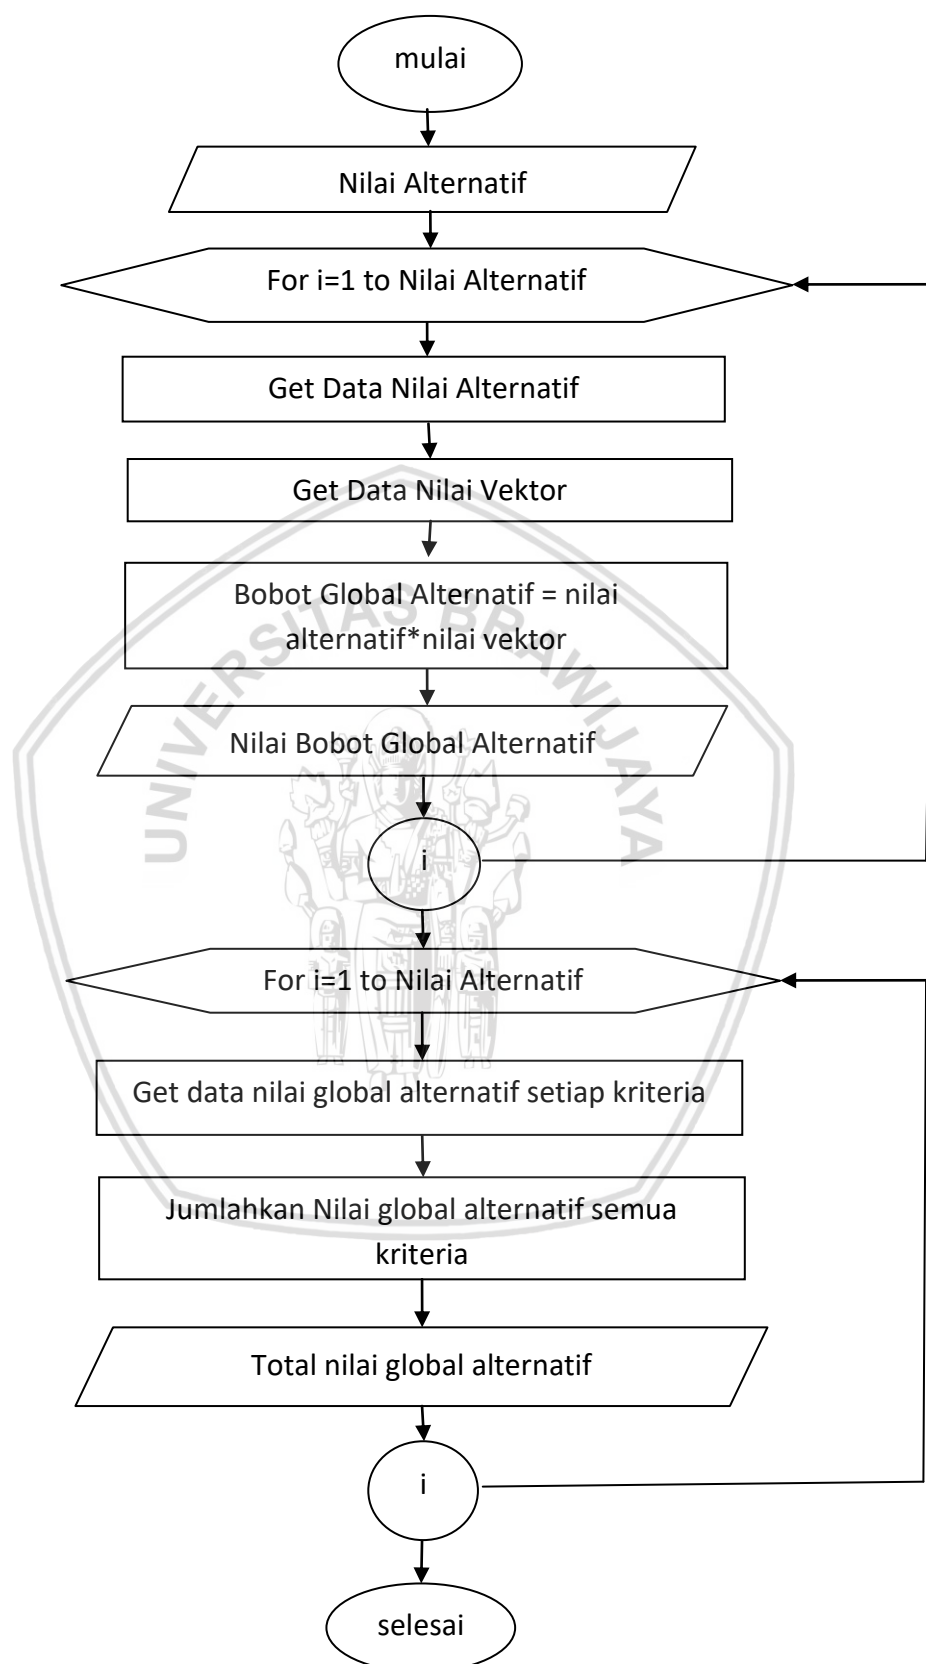 mulai
Nilai Alternatif
For i=1 to Nilai Alternatif
Get Data Nilai Alternatif
Get Data Nilai Vektor
Bobot Global Alternatif = nilai
alternatif*nilai vektor
Nilai Bobot Global Alternatif
i
For i=1 to Nilai Alternatif
Get data nilai global alternatif setiap kriteria
Jumlahkan Nilai global alternatif semua
kriteria
Total nilai global alternatif
i
selesai
UNIVERSITAS BRAWIJAYA